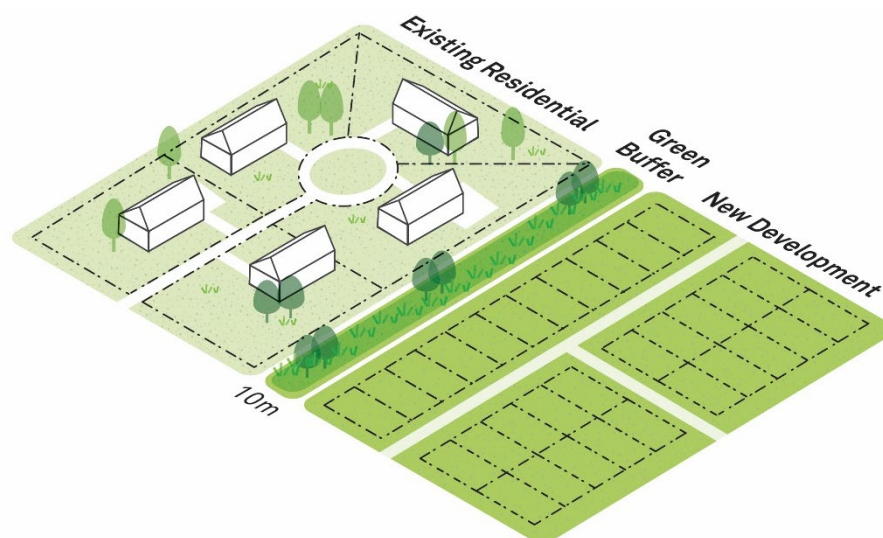 Existing Residential
Green
Buffer
New Development
10m